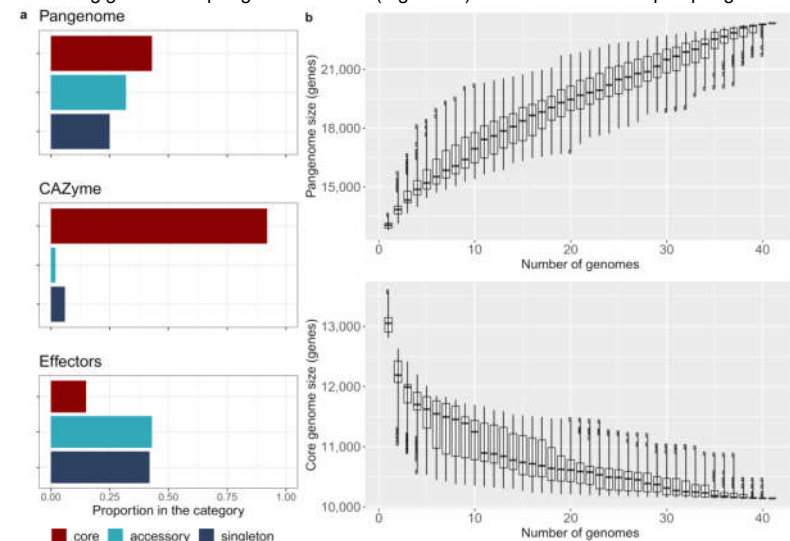 a Pangenome
CAZyme
Effectors
0.00 0.25 0.50 0.75 1.00
Proportion in the category
core accessory singleton
b
Pangenome size (genes)
21,000
18,000
15,000
0 10 20 30 40
Number of genomes
Core genome size (genes)
13,000
12,000
11,000
10,000
0 10 20 30 40
Number of genomes